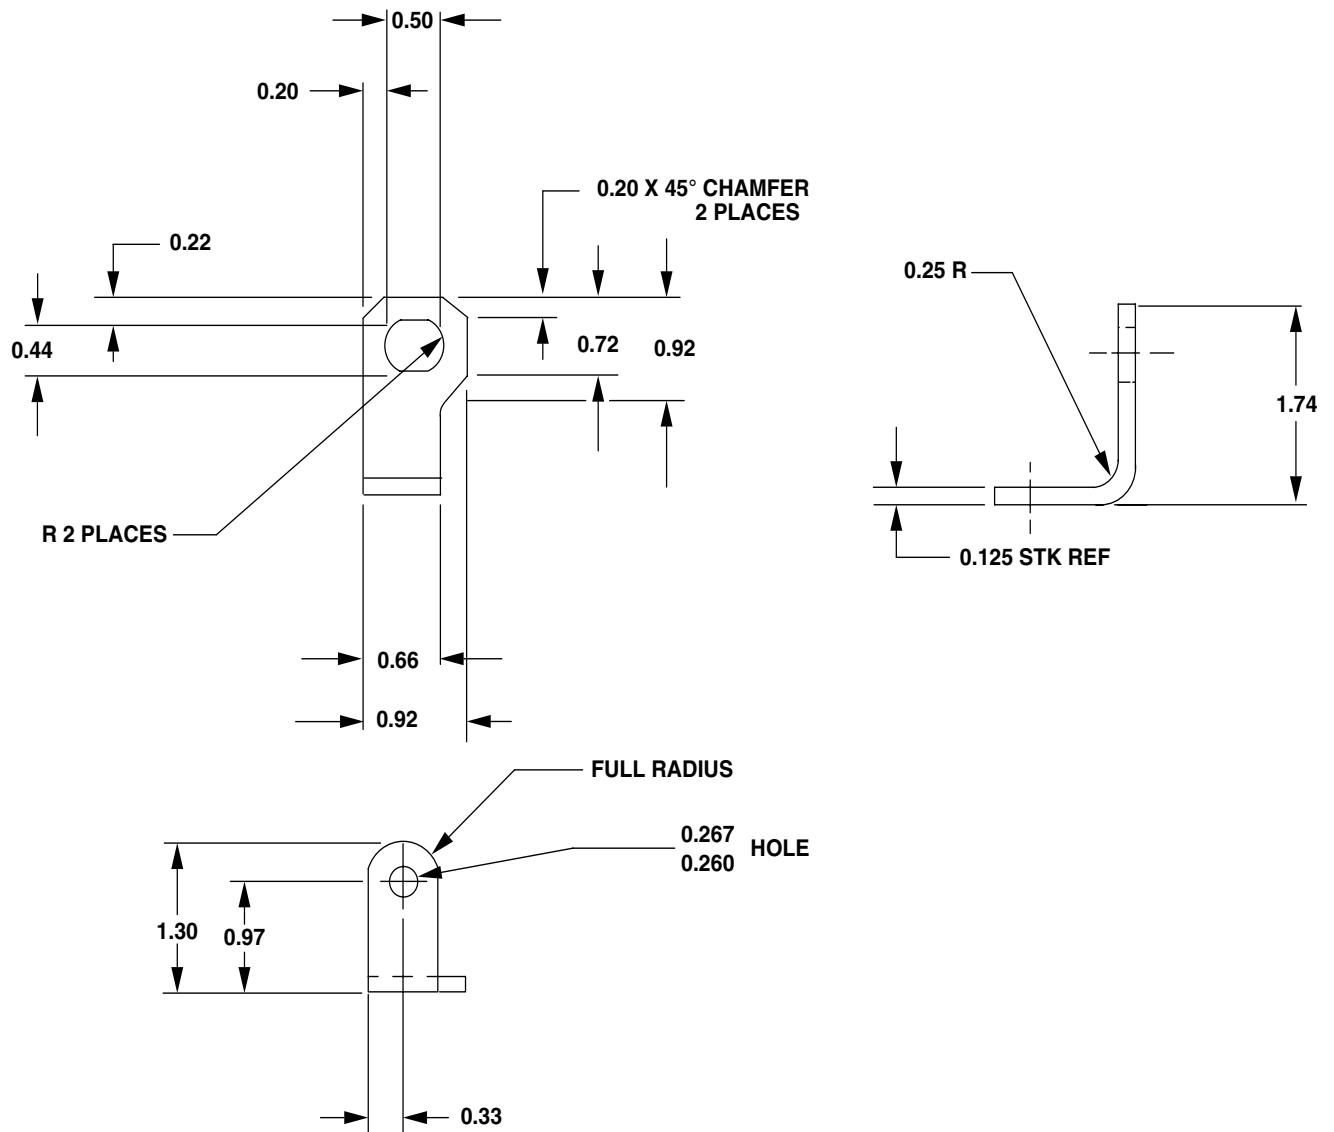 0.50
0.20
0.20 X 45° CHAMFER
2 PLACES
0.22
0.25 R
0.44
0.72
0.92
1.74
R 2 PLACES
0.125 STK REF
0.66
0.92
FULL RADIUS
0.267
0.260
HOLE
1.30
0.97
0.33